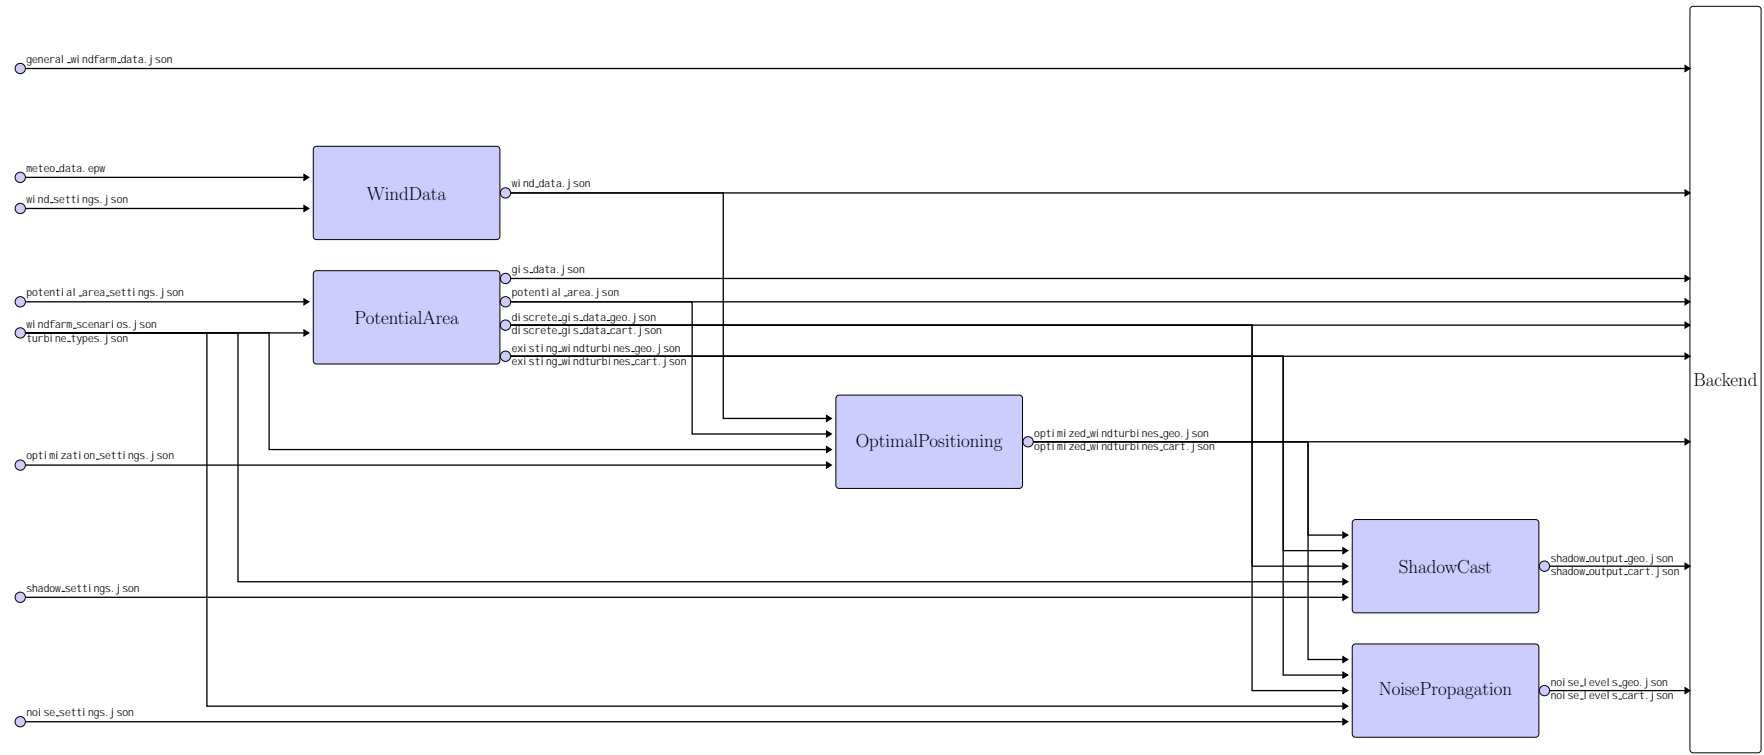 general_windfarm_data.json
meteo_data.epw
wind_settings.json
WindData
wind_data.json
potential_area_settings.json
windfarm_scenarios.json
turbine_types.json
PotentialArea
gis_data.json
potential_area.json
discrete_gis_data_geo.json
discrete_gis_data_cart.json
existing_windturbines_geo.json
existing_windturbines_cart.json
Backend
optimization_settings.json
OptimalPositioning
optimized_windturbines_geo.json
optimized_windturbines_cart.json
shadow_settings.json
ShadowCast
shadow_output_geo.json
shadow_output_cart.json
noise_settings.json
NoisePropagation
noise_levels_geo.json
noise_levels_cart.json